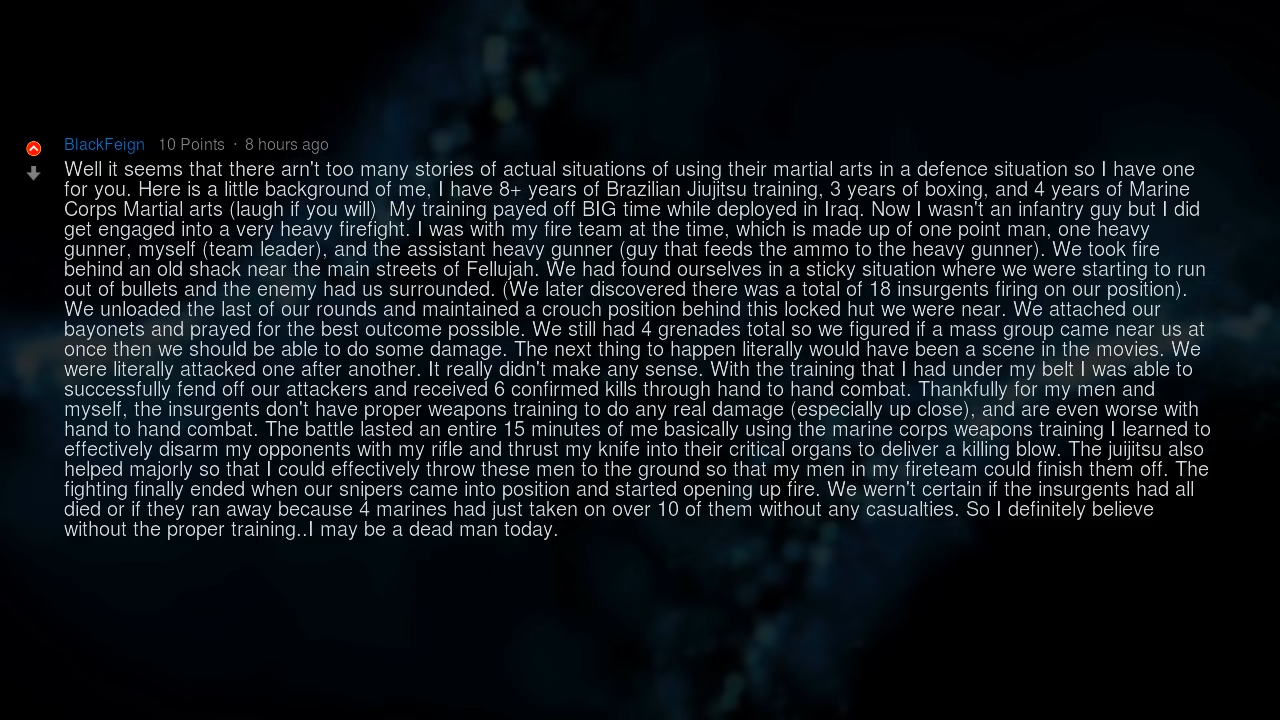 BlackFeign 10 Points · 8 hours ago
Well it seems that there arn't too many stories of actual situations of using their martial arts in a defence situation so I have one
for you. Here is a little background of me, I have 8+ years of Brazilian Jiujitsu training, 3 years of boxing, and 4 years of Marine
Corps Martial arts (laugh if you will)  My training payed off BIG time while deployed in Iraq. Now I wasn't an infantry guy but I did
get engaged into a very heavy firefight. I was with my fire team at the time, which is made up of one point man, one heavy
gunner, myself (team leader), and the assistant heavy gunner (guy that feeds the ammo to the heavy gunner). We took fire
behind an old shack near the main streets of Fellujah. We had found ourselves in a sticky situation where we were starting to run
out of bullets and the enemy had us surrounded. (We later discovered there was a total of 18 insurgents firing on our position).
We unloaded the last of our rounds and maintained a crouch position behind this locked hut we were near. We attached our
bayonets and prayed for the best outcome possible. We still had 4 grenades total so we figured if a mass group came near us at
once then we should be able to do some damage. The next thing to happen literally would have been a scene in the movies. We
were literally attacked one after another. It really didn't make any sense. With the training that I had under my belt I was able to
successfully fend off our attackers and received 6 confirmed kills through hand to hand combat. Thankfully for my men and
myself, the insurgents don't have proper weapons training to do any real damage (especially up close), and are even worse with
hand to hand combat. The battle lasted an entire 15 minutes of me basically using the marine corps weapons training I learned to
effectively disarm my opponents with my rifle and thrust my knife into their critical organs to deliver a killing blow. The juijitsu also
helped majorly so that I could effectively throw these men to the ground so that my men in my fireteam could finish them off. The
fighting finally ended when our snipers came into position and started opening up fire. We wern't certain if the insurgents had all
died or if they ran away because 4 marines had just taken on over 10 of them without any casualties. So I definitely believe
without the proper training..I may be a dead man today.